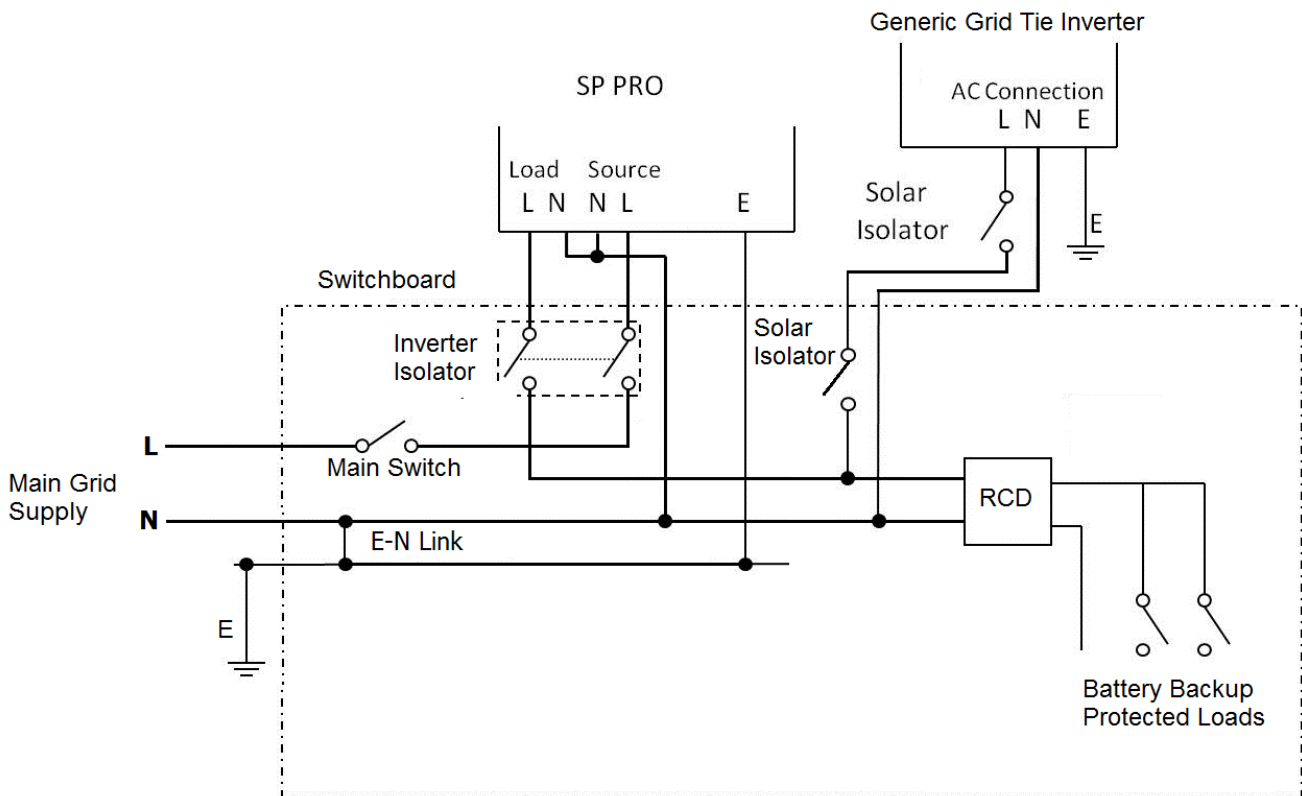 Generic Grid Tie Inverter
SP PRO
AC Connection
L N E
Load Source
L N N L E
Solar
Isolator
E
Switchboard
Inverter
Isolator
Solar
Isolator
L
Main Switch
Main Grid
Supply
N
RCD
E-N Link
E
Battery Backup
Protected Loads